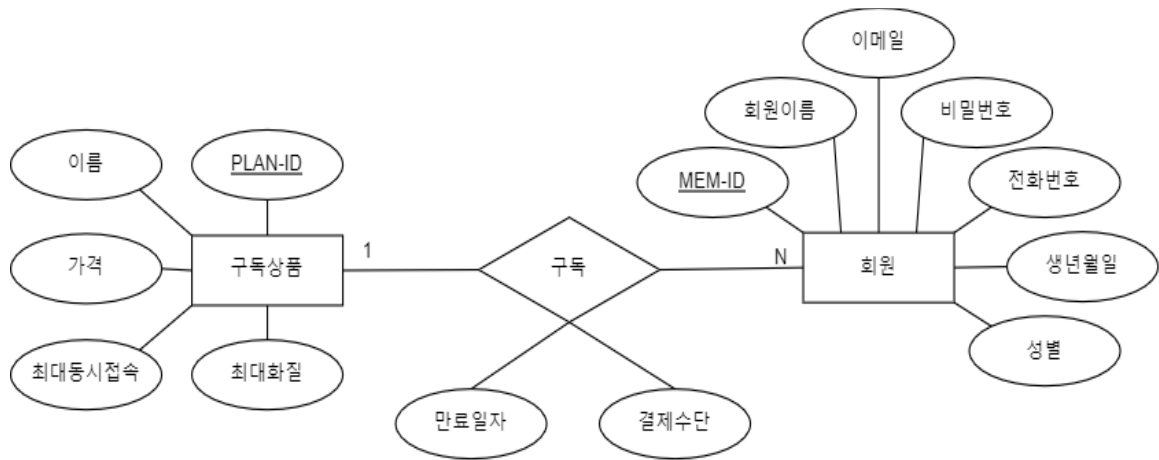 이메일
회원이름
비밀번호
이름
PLAN-ID
MEM-ID
전화번호
가격
구독상품
1
구독
N
회원
생년월일
최대동시접속
최대화질
성별
만료일자
결제수단